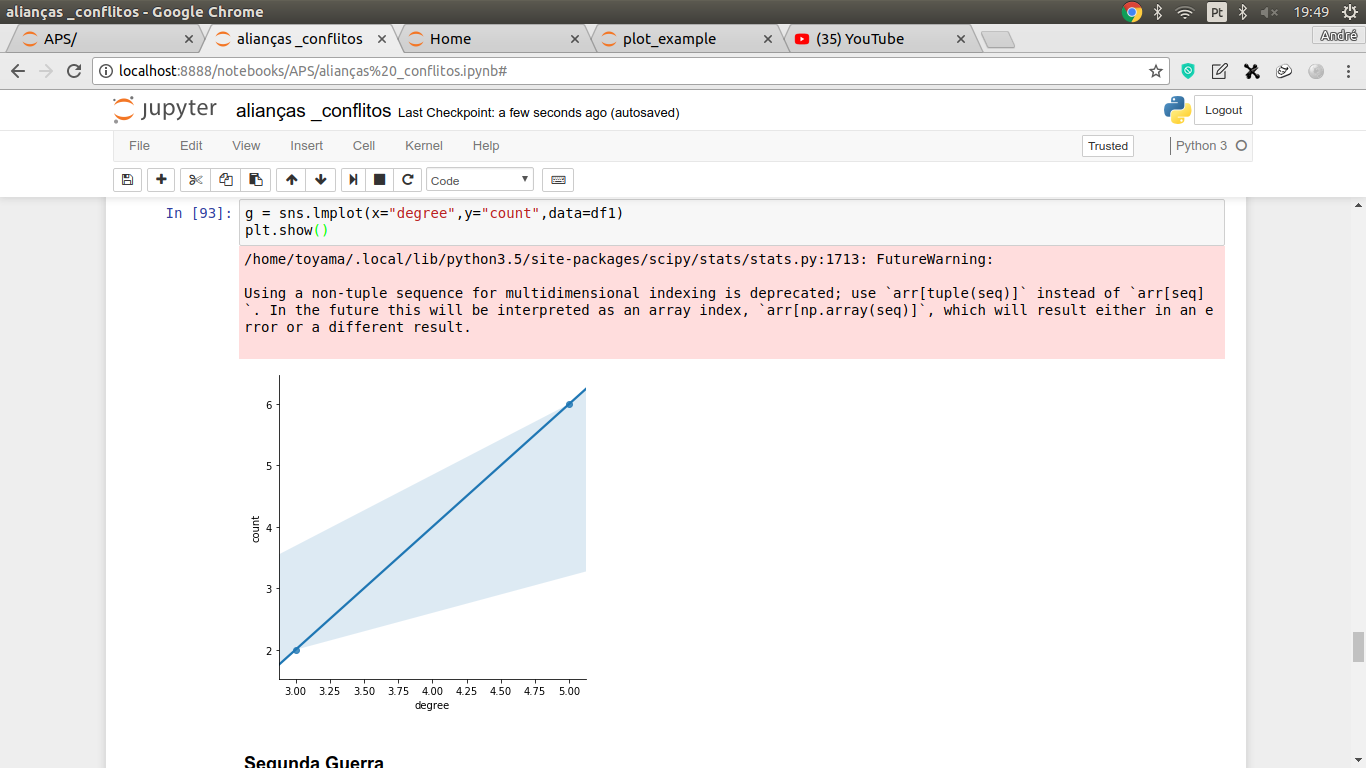 alianças _conflitos - Google Chrome
Pt
19:49
APS/
alianças _conflitos
Home
plot_example
(35) YouTube
André
localhost:8888/notebooks/APS/alianças%20_conflitos.ipynb#
jupyter alianças _conflitos Last Checkpoint: a few seconds ago (autosaved)
Logout
File Edit View Insert Cell Kernel Help
Trusted
Python 3
Code
In [93]: g = sns.lmplot(x="degree",y="count",data=df1)
plt.show()
/home/toyama/.local/lib/python3.5/site-packages/scipy/stats/stats.py:1713: FutureWarning:
Using a non-tuple sequence for multidimensional indexing is deprecated; use `arr[tuple(seq)]` instead of `arr[seq]
`. In the future this will be interpreted as an array index, `arr[np.array(seq)]`, which will result either in an e
rror or a different result.
6
5
4
3
2
count
3.00 3.25 3.50 3.75 4.00 4.25 4.50 4.75 5.00
degree
Segunda Guerra